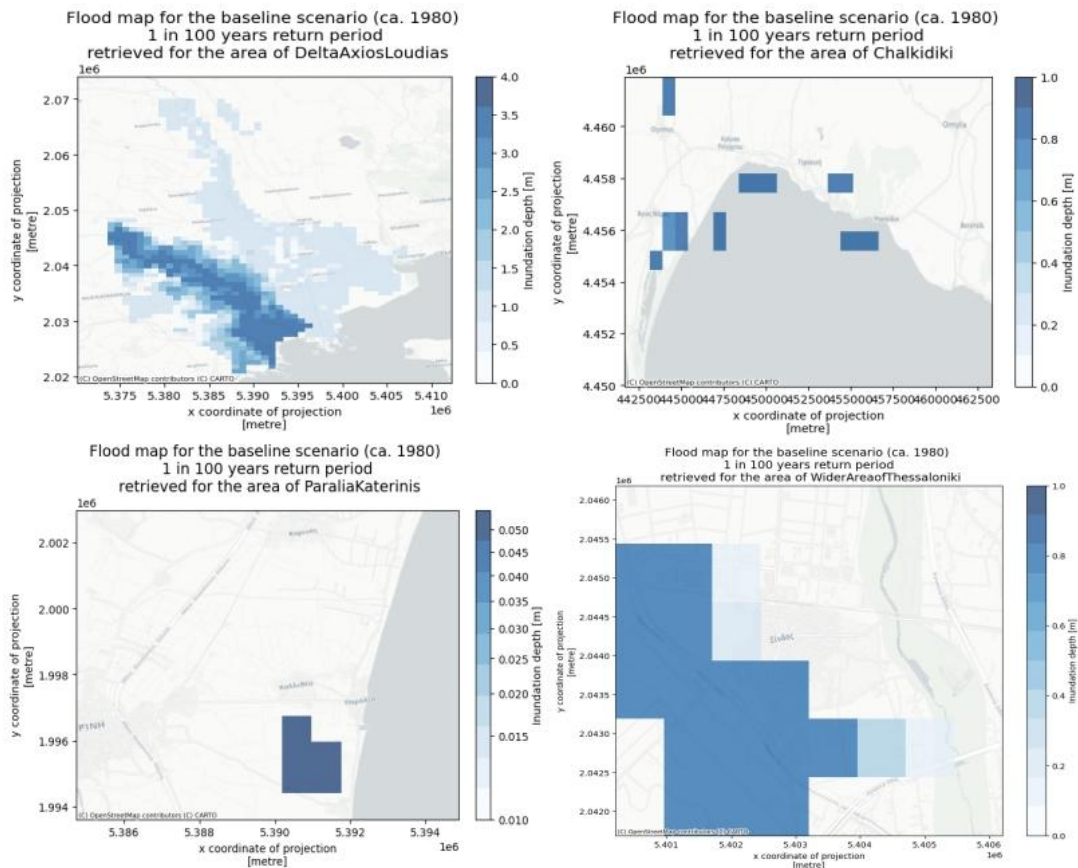 Flood map for the baseline scenario (ca. 1980)
1 in 100 years return period
retrieved for the area of DeltaAxiosLoudias
1e6
2.07
2.06
2.05
2.04
2.03
2.02
y coordinate of projection
[metre]
(C) OpenStreetMap contributors (C) CARTO
5.375
5.380
5.385
5.390
5.395
5.400
5.405
5.410
1e6
x coordinate of projection
[metre]
4.0
3.5
3.0
2.5
2.0
1.5
1.0
0.5
0.0
Inundation depth [m]
Flood map for the baseline scenario (ca. 1980)
1 in 100 years return period
retrieved for the area of Chalkidiki
1e6
4.460
4.458
4.456
4.454
4.452
4.450
y coordinate of projection
[metre]
(C) OpenStreetMap contributors (C) CARTO
442500
445000
447500
450000
452500
455000
457500
460000
462500
x coordinate of projection
[metre]
1.0
0.8
0.6
0.4
0.2
0.0
Inundation depth [m]
Flood map for the baseline scenario (ca. 1980)
1 in 100 years return period
retrieved for the area of ParaliaKaterinis
1e6
2.002
2.000
1.998
1.996
1.994
y coordinate of projection
[metre]
ΡΙΝΗ
(C) OpenStreetMap contributors (C) CARTO
5.386
5.388
5.390
5.392
5.394
1e6
x coordinate of projection
[metre]
0.050
0.045
0.040
0.035
0.030
0.025
0.020
0.015
0.010
Inundation depth [m]
Flood map for the baseline scenario (ca. 1980)
1 in 100 years return period
retrieved for the area of WiderAreaofThessaloniki
1e6
2.0460
2.0455
2.0450
2.0445
2.0440
2.0435
2.0430
2.0425
2.0420
y coordinate of projection
[metre]
Σίνδος
(C) OpenStreetMap contributors (C) CARTO
5.401
5.402
5.403
5.404
5.405
5.406
1e6
x coordinate of projection
[metre]
1.0
0.8
0.6
0.4
0.2
0.0
Inundation depth [m]